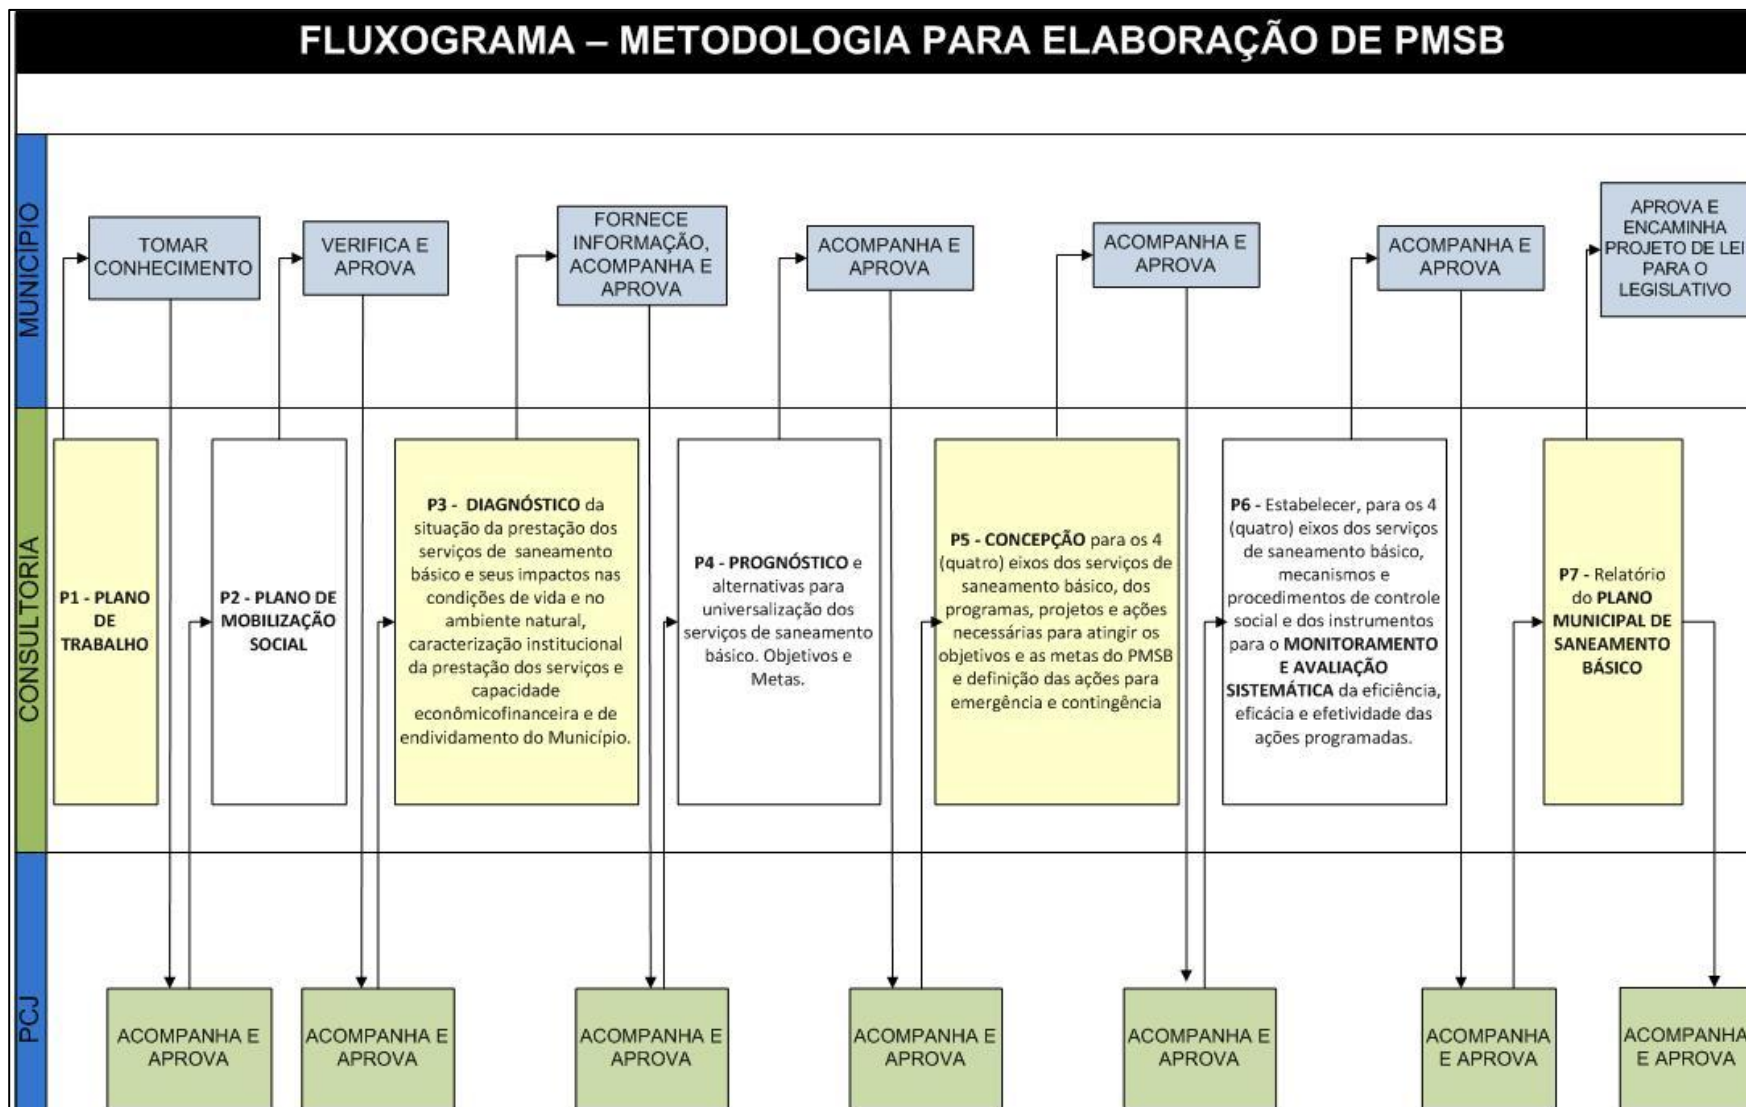 FLUXOGRAMA – METODOLOGIA PARA ELABORAÇÃO DE PMSB
MUNICÍPIO
TOMAR
CONHECIMENTO
VERIFICA E
APROVA
FORNECE
INFORMAÇÃO,
ACOMPANHA E
APROVA
ACOMPANHA E
APROVA
ACOMPANHA E
APROVA
ACOMPANHA E
APROVA
APROVA E
ENCAMINHA
PROJETO DE LEI
PARA O
LEGISLATIVO
CONSULTORIA
P1 - PLANO
DE
TRABALHO
P2 - PLANO DE
MOBILIZAÇÃO
SOCIAL
P3 - DIAGNÓSTICO da
situação da prestação dos
serviços de saneamento
básico e seus impactos nas
condições de vida e no
ambiente natural,
caracterização institucional
da prestação dos serviços e
capacidade
econômicofinanceira e de
endividamento do Município.
P4 - PROGNÓSTICO e
alternativas para
universalização dos
serviços de saneamento
básico. Objetivos e
Metas.
P5 - CONCEPÇÃO para os 4
(quatro) eixos dos serviços de
saneamento básico, dos
programas, projetos e ações
necessárias para atingir os
objetivos e as metas do PMSB
e definição das ações para
emergência e contingência
P6 - Estabelecer, para os 4
(quatro) eixos dos serviços
de saneamento básico,
mecanismos e
procedimentos de controle
social e dos instrumentos
para o MONITORAMENTO
E AVALIAÇÃO
SISTEMÁTICA da eficiência,
eficácia e efetividade das
ações programadas.
P7 - Relatório
do PLANO
MUNICIPAL DE
SANEAMENTO
BÁSICO
PCJ
ACOMPANHA E
APROVA
ACOMPANHA E
APROVA
ACOMPANHA E
APROVA
ACOMPANHA E
APROVA
ACOMPANHA E
APROVA
ACOMPANHA
E APROVA
ACOMPANHA
E APROVA